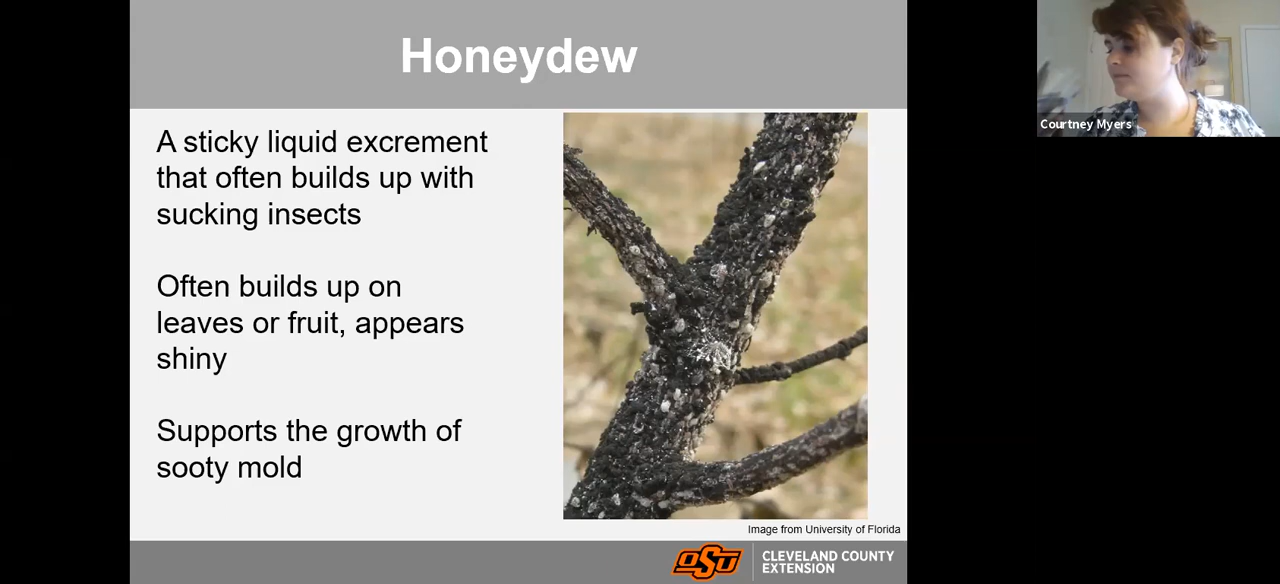 Honeydew
A sticky liquid excrement
that often builds up with
sucking insects
Often builds up on
leaves or fruit, appears
shiny
Supports the growth of
sooty mold
Image from University of Florida
OSU
CLEVELAND COUNTY
EXTENSION
Courtney Myers